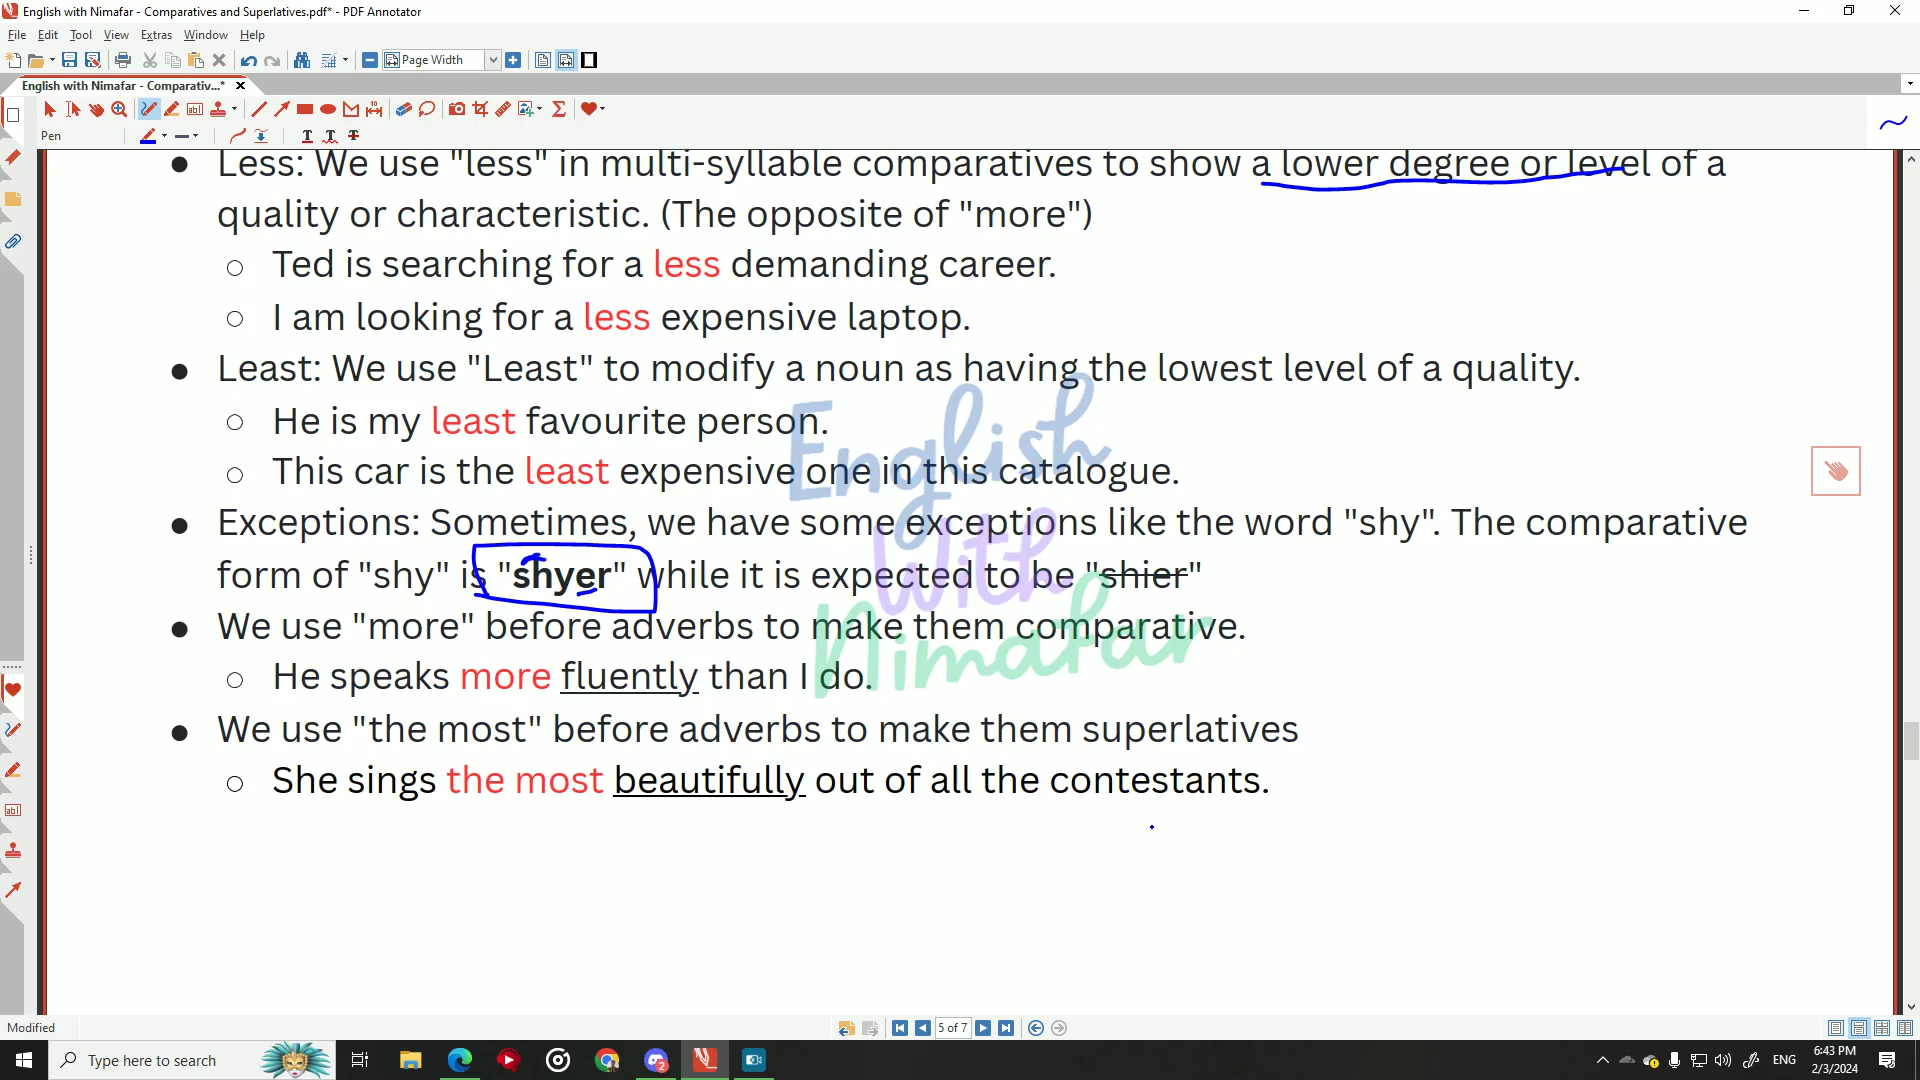 English with Nimafar - Comparatives and Superlatives.pdf* - PDF Annotator
File Edit Tool View Extras Window Help
Page Width
English with Nimafar - Comparativ...*
Pen
Less: We use "less" in multi-syllable comparatives to show a lower degree or level of a
quality or characteristic. (The opposite of "more")
Ted is searching for a less demanding career.
I am looking for a less expensive laptop.
Least: We use "Least" to modify a noun as having the lowest level of a quality.
He is my least favourite person.
This car is the least expensive one in this catalogue.
Exceptions: Sometimes, we have some exceptions like the word "shy". The comparative
form of "shy" is "shyer" while it is expected to be "shier"
We use "more" before adverbs to make them comparative.
He speaks more fluently than I do.
We use "the most" before adverbs to make them superlatives
She sings the most beautifully out of all the contestants.
English
With
Nimafar
Modified
5 of 7
Type here to search
2
ENG
6:43 PM
2/3/2024